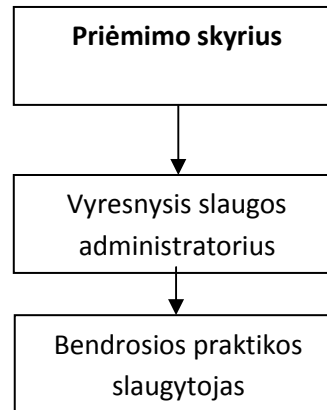 Priėmimo skyrius
Vyresnysis slaugos
administratorius
Bendrosios praktikos
slaugytojas